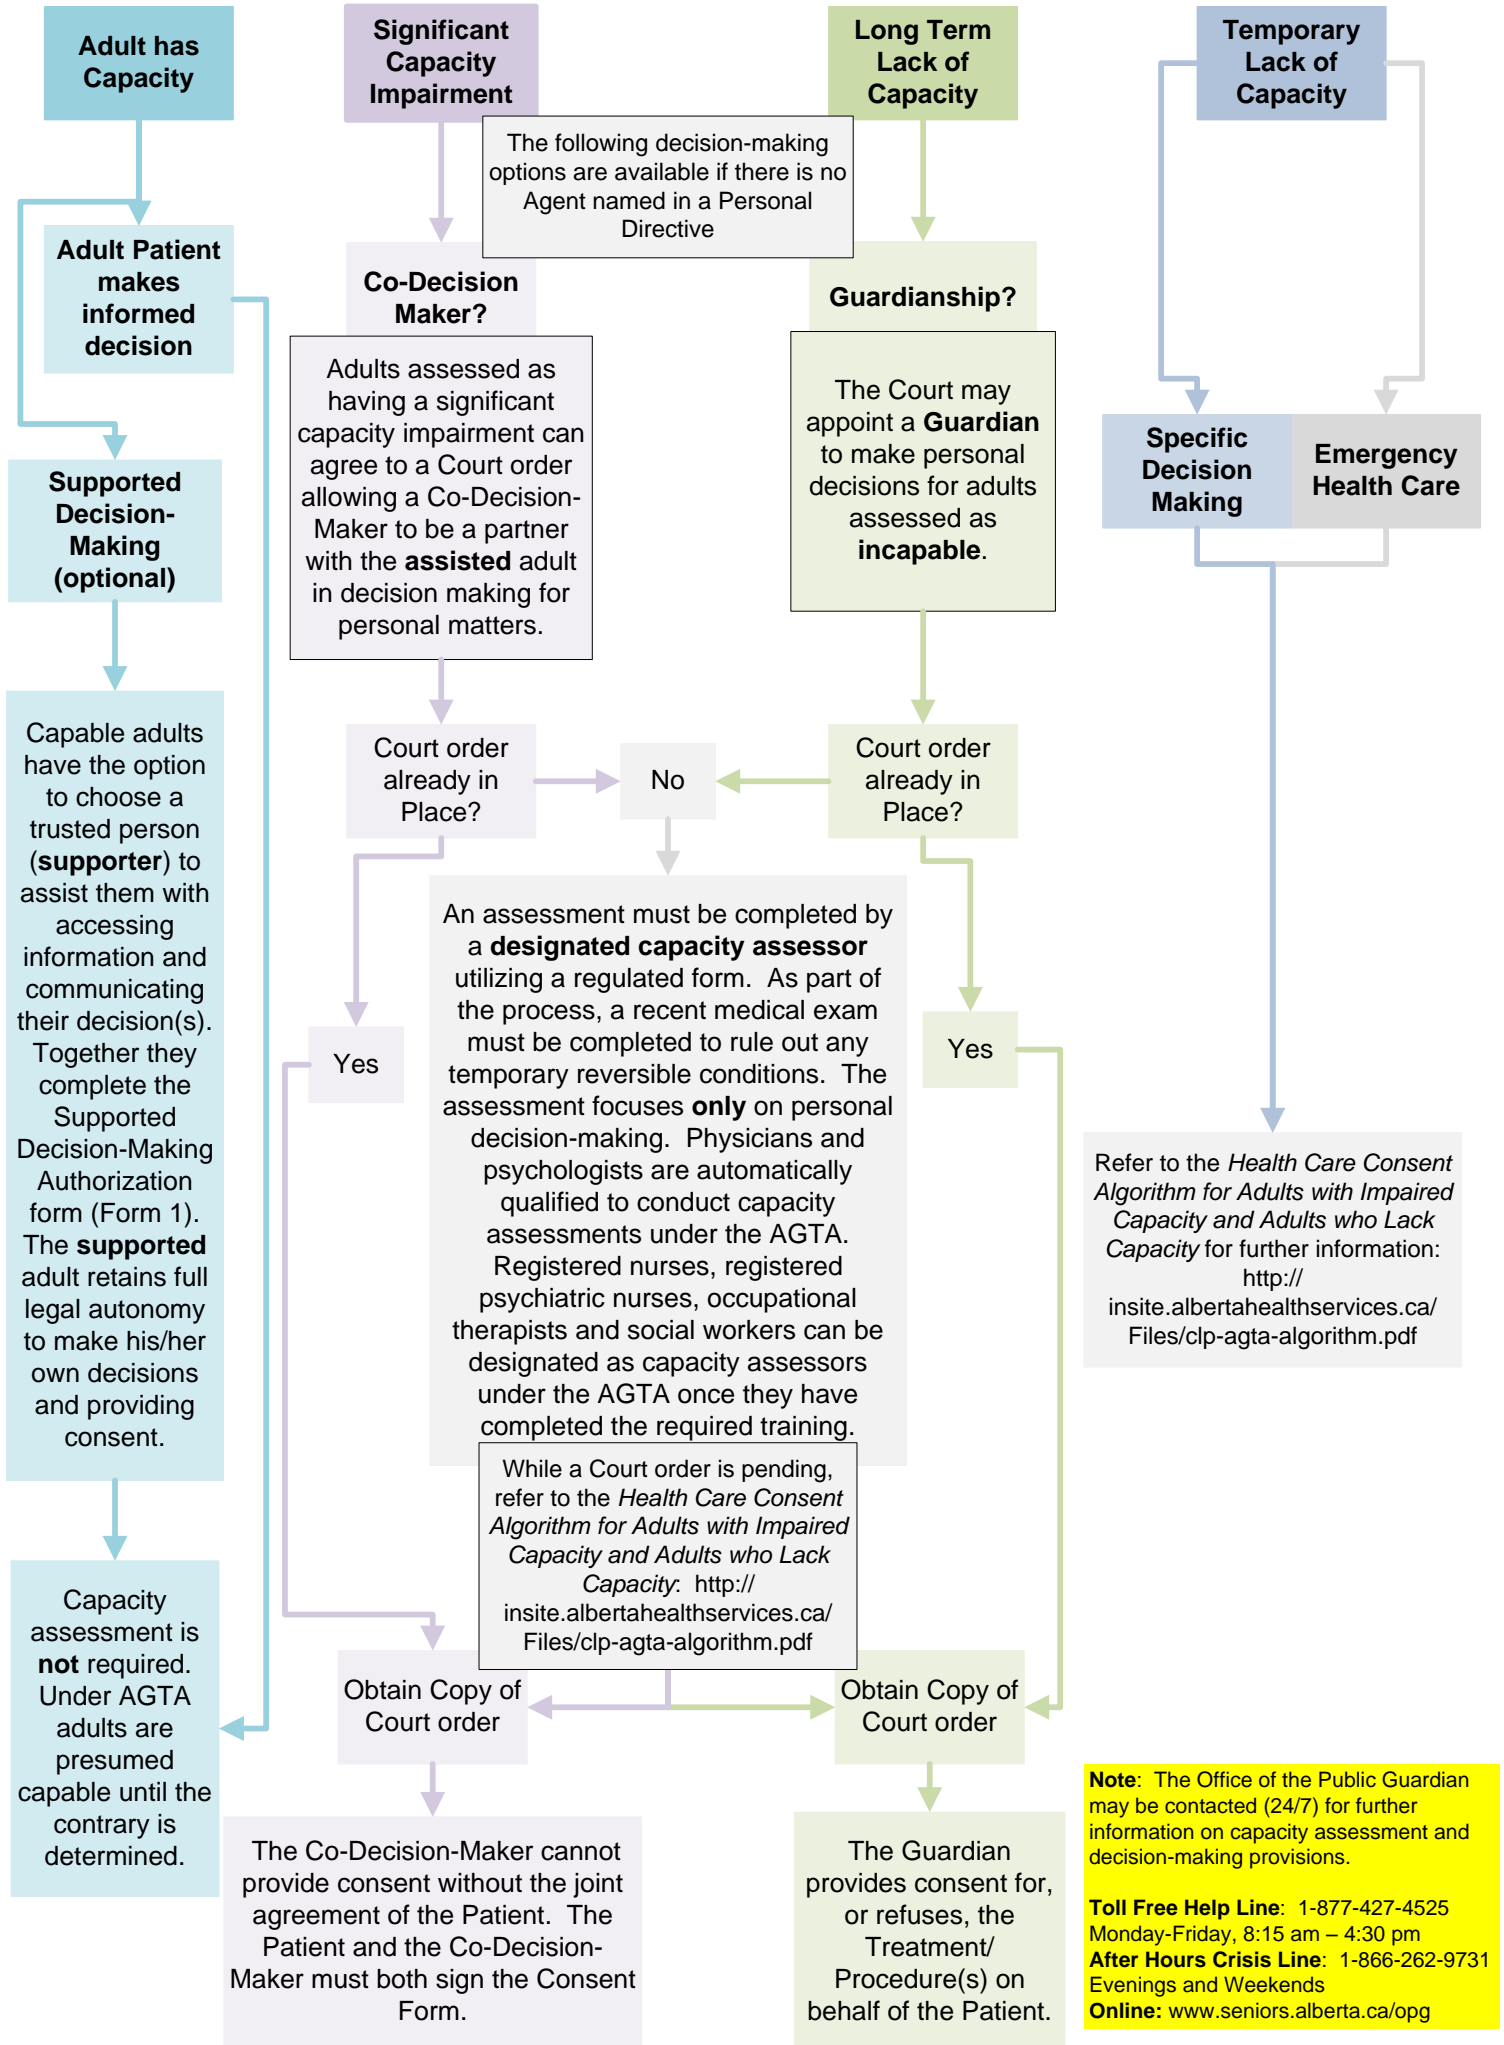 Adult has
Capacity
Significant
Capacity
Impairment
Long Term
Lack of
Capacity
Temporary
Lack of
Capacity
The following decision-making
options are available if there is no
Agent named in a Personal
Directive
Adult Patient
makes
informed
decision
Co-Decision
Maker?
Guardianship?
Adults assessed as
having a significant
capacity impairment can
agree to a Court order
allowing a Co-Decision-
Maker to be a partner
with the assisted adult
in decision making for
personal matters.
The Court may
appoint a Guardian
to make personal
decisions for adults
assessed as
incapable.
Specific
Decision
Making
Emergency
Health Care
Supported
Decision-
Making
(optional)
Capable adults
have the option
to choose a
trusted person
(supporter) to
assist them with
accessing
information and
communicating
their decision(s).
Together they
complete the
Supported
Decision-Making
Authorization
form (Form 1).
The supported
adult retains full
legal autonomy
to make his/her
own decisions
and providing
consent.
Court order
already in
Place?
No
Court order
already in
Place?
An assessment must be completed by
a designated capacity assessor
utilizing a regulated form.  As part of
the process, a recent medical exam
must be completed to rule out any
temporary reversible conditions.  The
assessment focuses only on personal
decision-making.  Physicians and
psychologists are automatically
qualified to conduct capacity
assessments under the AGTA.
Registered nurses, registered
psychiatric nurses, occupational
therapists and social workers can be
designated as capacity assessors
under the AGTA once they have
completed the required training.
Yes
Yes
Refer to the Health Care Consent
Algorithm for Adults with Impaired
Capacity and Adults who Lack
Capacity for further information:
http://
insite.albertahealthservices.ca/
Files/clp-agta-algorithm.pdf
While a Court order is pending,
refer to the Health Care Consent
Algorithm for Adults with Impaired
Capacity and Adults who Lack
Capacity:  http://
insite.albertahealthservices.ca/
Files/clp-agta-algorithm.pdf
Capacity
assessment is
not required.
Under AGTA
adults are
presumed
capable until the
contrary is
determined.
Obtain Copy of
Court order
Obtain Copy of
Court order
The Co-Decision-Maker cannot
provide consent without the joint
agreement of the Patient.  The
Patient and the Co-Decision-
Maker must both sign the Consent
Form.
The Guardian
provides consent for,
or refuses, the
Treatment/
Procedure(s) on
behalf of the Patient.
Note:  The Office of the Public Guardian
may be contacted (24/7) for further
information on capacity assessment and
decision-making provisions.
Toll Free Help Line:  1-877-427-4525
Monday-Friday, 8:15 am – 4:30 pm
After Hours Crisis Line:  1-866-262-9731
Evenings and Weekends
Online: www.seniors.alberta.ca/opg